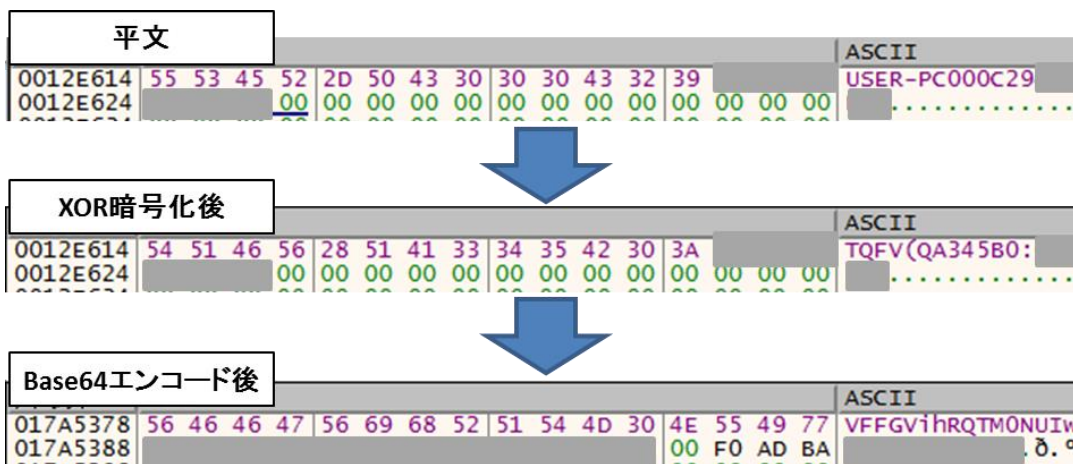 平文
ASCII
0012E614 55 53 45 52 2D 50 43 30 30 30 43 32 39 USER-PC000C29
0012E624 00 00 00 00 00 00 00 00 00 00 00 00 00 .............
XOR暗号化後
ASCII
0012E614 54 51 46 56 28 51 41 33 34 35 42 30 3A TQFV(QA345B0:
0012E624 00 00 00 00 00 00 00 00 00 00 00 00 00 .............
Base64エンコード後
ASCII
017A5378 56 46 46 47 56 69 68 52 51 54 4D 30 4E 55 49 77 VFFGVihRQTM0NUIw
017A5388 00 F0 AD BA .ð.º